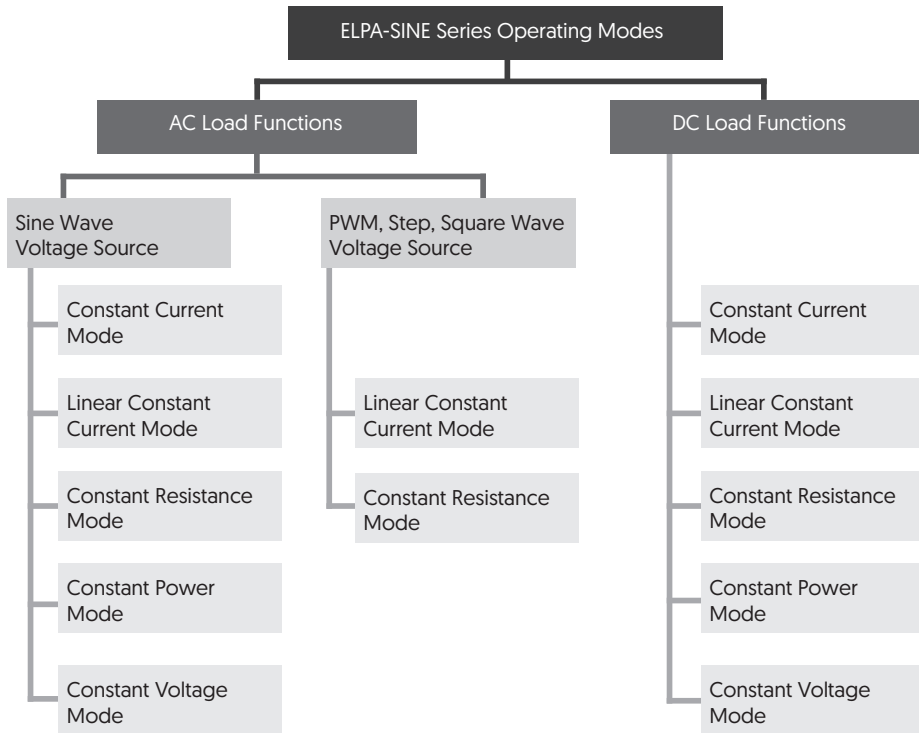 ELPA-SINE Series Operating Modes
AC Load Functions
DC Load Functions
Sine Wave
Voltage Source
PWM, Step, Square Wave
Voltage Source
Constant Current
Mode
Linear Constant
Current Mode
Constant Resistance
Mode
Constant Power
Mode
Constant Voltage
Mode
Linear Constant
Current Mode
Constant Resistance
Mode
Constant Current
Mode
Linear Constant
Current Mode
Constant Resistance
Mode
Constant Power
Mode
Constant Voltage
Mode